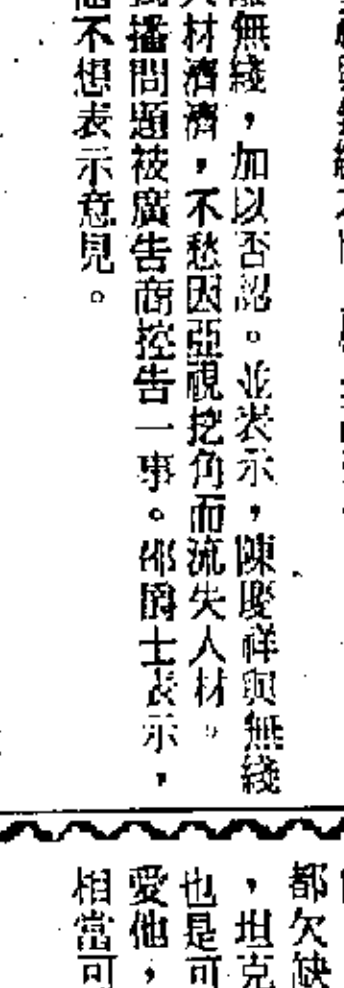 無綫，加以否認。並表示，陳慶祥與無綫
材濟濟，不愁因亞視挖角而流失人材。
播問題被廣告商控告一事。邵爵士表示，
不想表示意見。
都欠缺
，坦克
也是可
愛他，
相當可